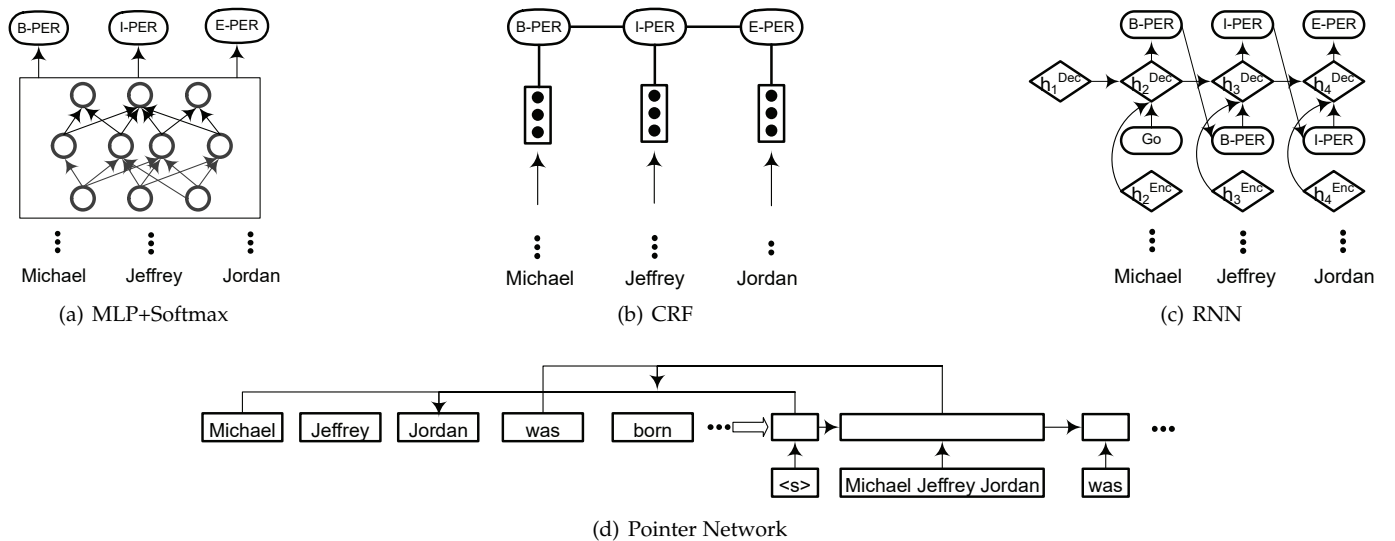 B-PER I-PER E-PER
Michael Jeffrey Jordan
(a) MLP+Softmax
B-PER I-PER E-PER
Michael Jeffrey Jordan
(b) CRF
B-PER I-PER E-PER
h1Dec h2Dec h3Dec h4Dec
Go B-PER I-PER
h2Enc h3Enc h4Enc
Michael Jeffrey Jordan
(c) RNN
Michael Jeffrey Jordan was born
<s> Michael Jeffrey Jordan was
(d) Pointer Network